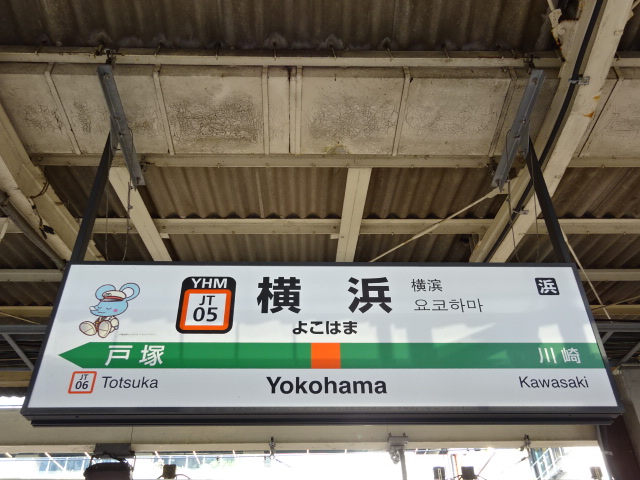 YHM
JT
05
横浜
よこはま
横滨
요코하마
浜
戸塚
川崎
JT
06
Totsuka
Yokohama
Kawasaki